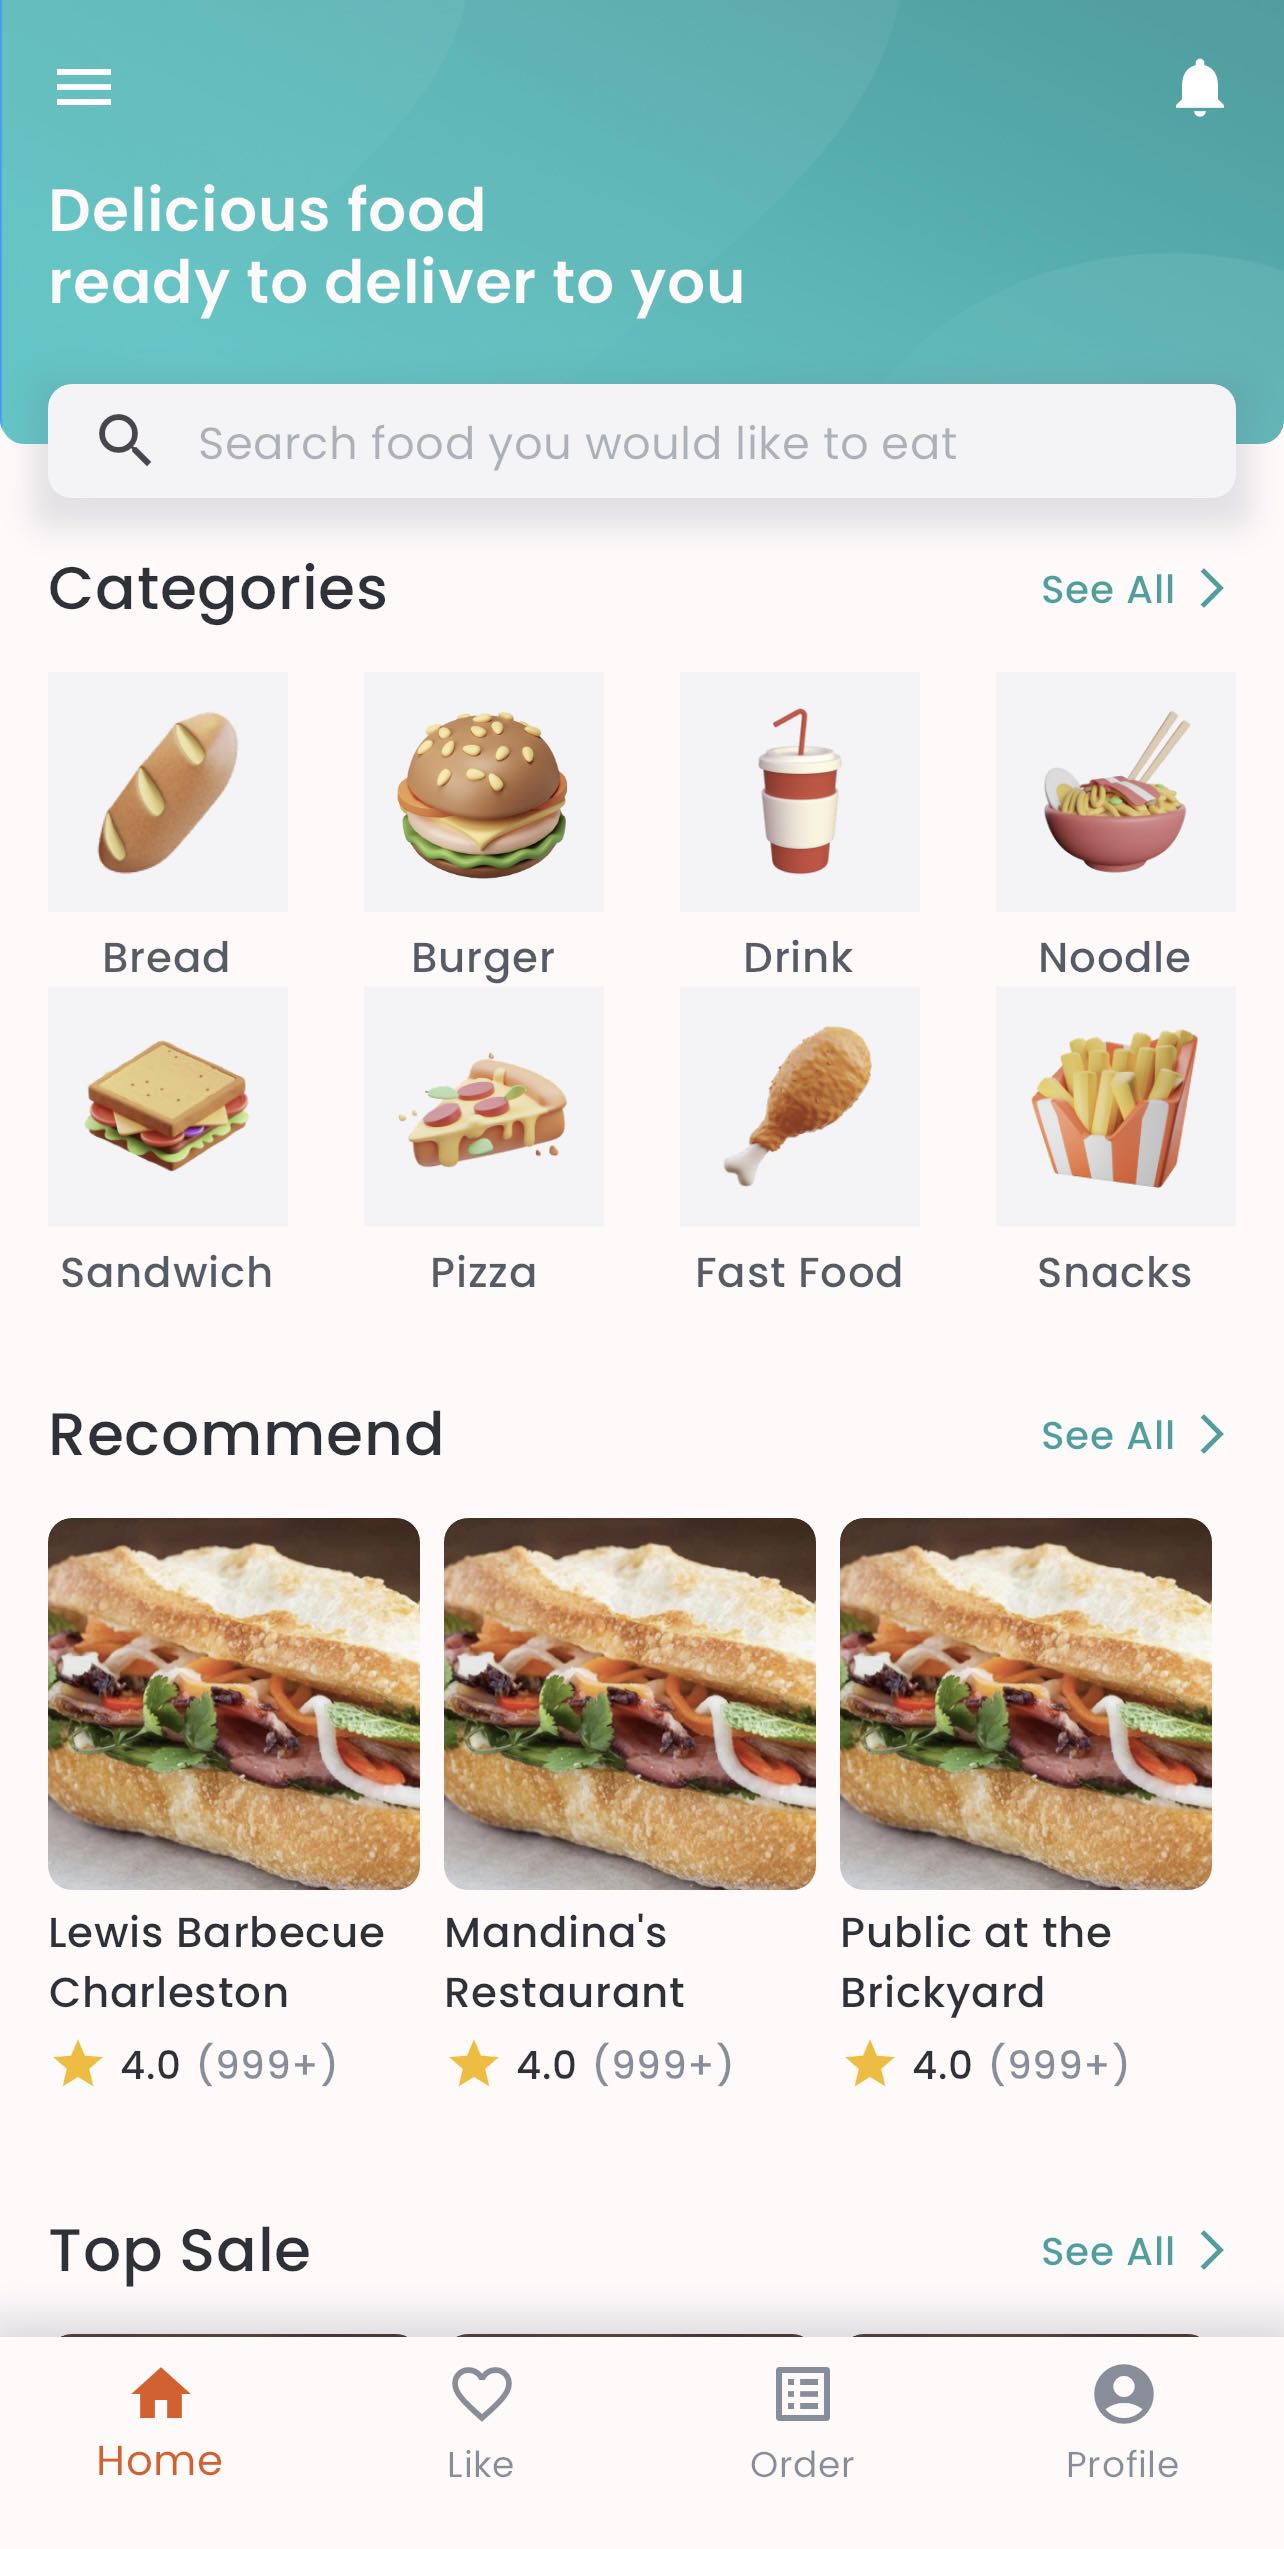 Delicious food
ready to deliver to you
Search food you would like to eat
Categories
See All
Bread
Burger
Drink
Noodle
Sandwich
Pizza
Fast Food
Snacks
Recommend
See All
Lewis Barbecue
Charleston
4.0 (999+)
Mandina's
Restaurant
4.0 (999+)
Public at the
Brickyard
4.0 (999+)
Top Sale
See All
Home
Like
Order
Profile